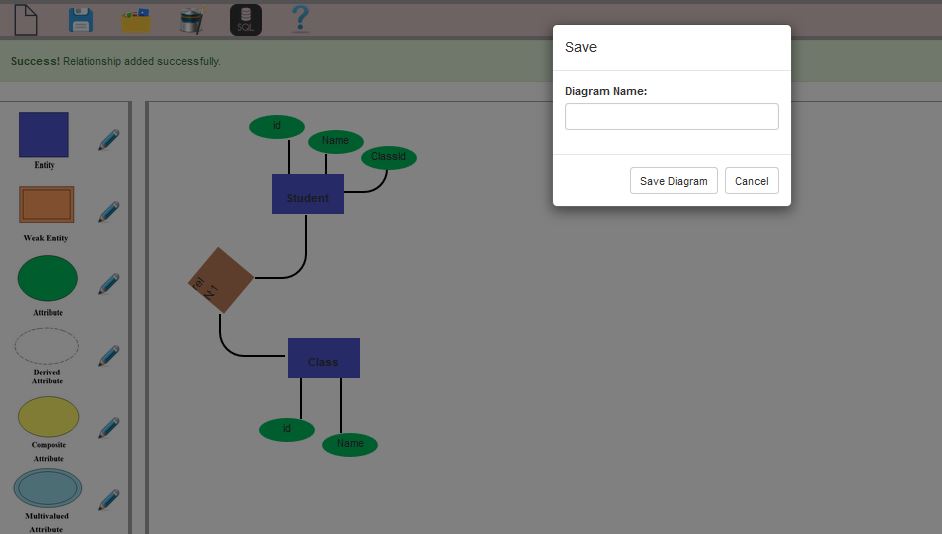 SQL
?
Success! Relationship added successfully.
Save
Diagram Name:
Save Diagram
Cancel
Entity
Weak Entity
Attribute
Derived
Attribute
Composite
Attribute
Multivalued
Attribute
id
Name
ClassId
Student
rel
N:1
Class
id
Name